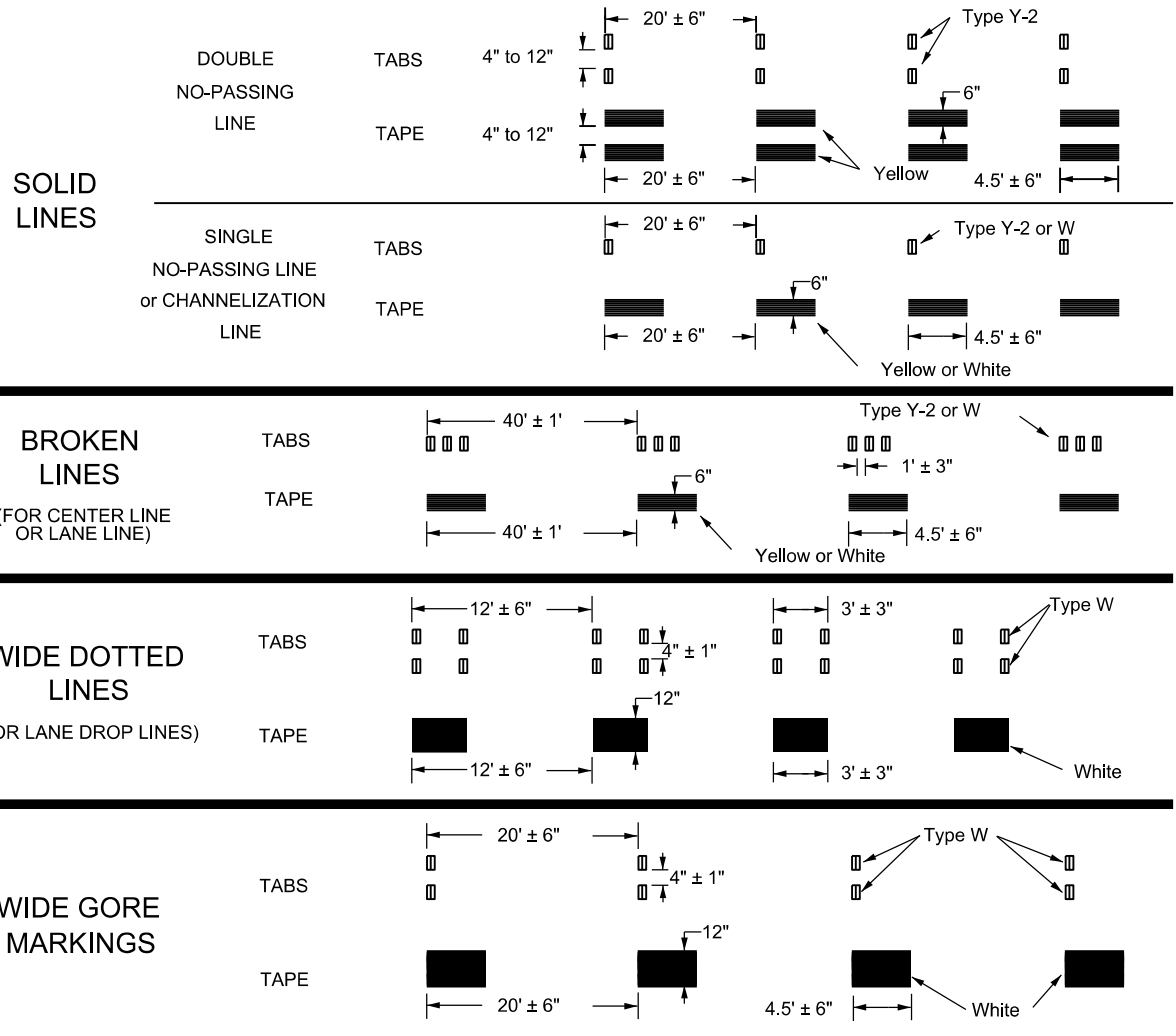 SOLID
LINES
DOUBLE
NO-PASSING
LINE
TABS
4" to 12"
20' ± 6"
Type Y-2
TAPE
4" to 12"
6"
20' ± 6"
Yellow
4.5' ± 6"
SINGLE
NO-PASSING LINE
or CHANNELIZATION
LINE
TABS
20' ± 6"
Type Y-2 or W
TAPE
6"
20' ± 6"
4.5' ± 6"
Yellow or White
BROKEN
LINES
(FOR CENTER LINE
OR LANE LINE)
TABS
40' ± 1'
Type Y-2 or W
1' ± 3"
TAPE
6"
40' ± 1'
4.5' ± 6"
Yellow or White
WIDE DOTTED
LINES
OR LANE DROP LINES)
TABS
12' ± 6"
3' ± 3"
Type W
4" ± 1"
TAPE
12"
12' ± 6"
3' ± 3"
White
WIDE GORE
MARKINGS
TABS
20' ± 6"
Type W
4" ± 1"
TAPE
12"
20' ± 6"
4.5' ± 6"
White